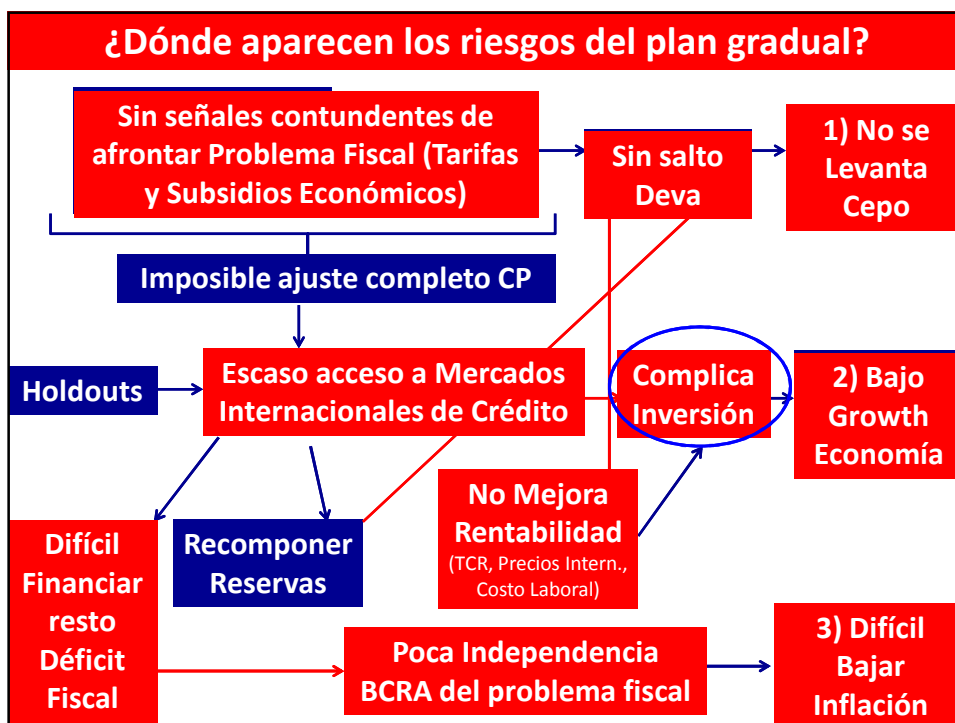 ¿Dónde aparecen los riesgos del plan gradual?
Sin señales contundentes de
afrontar Problema Fiscal (Tarifas
y Subsidios Económicos)
Sin salto
Deva
1) No se
Levanta
Cepo
Imposible ajuste completo CP
Holdouts
Escaso acceso a Mercados
Internacionales de Crédito
Complica
Inversión
2) Bajo
Growth
Economía
No Mejora
Rentabilidad
(TCR, Precios Intern.,
Costo Laboral)
Difícil
Financiar
resto
Déficit
Fiscal
Recomponer
Reservas
Poca Independencia
BCRA del problema fiscal
3) Difícil
Bajar
Inflación